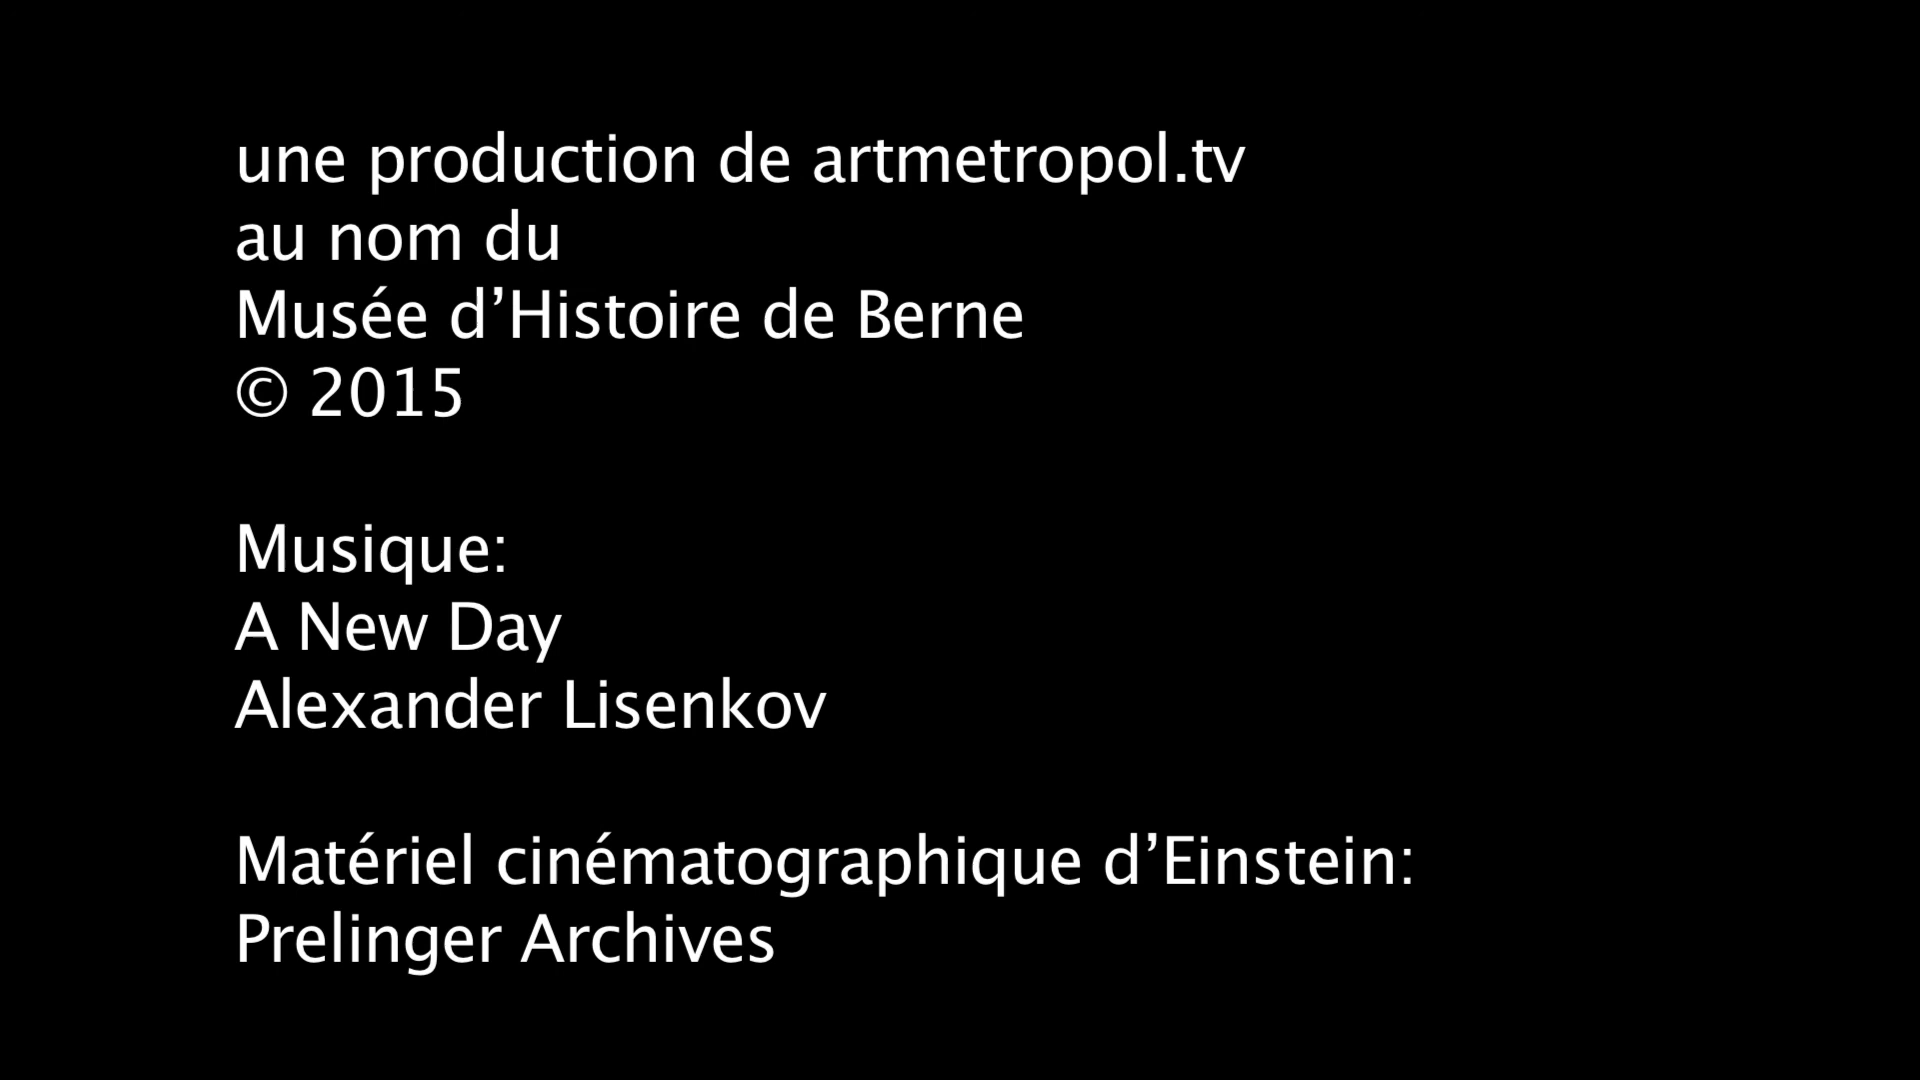 une production de artmetropol.tv
au nom du
Musée d’Histoire de Berne
© 2015
Musique:
A New Day
Alexander Lisenkov
Matériel cinématographique d’Einstein:
Prelinger Archives